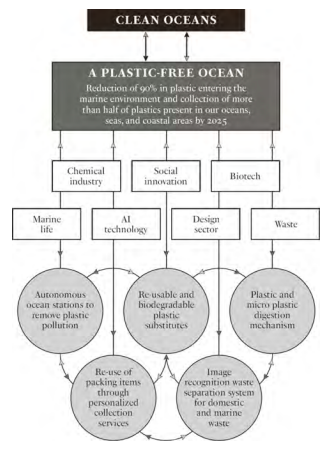 CLEAN OCEANS
A PLASTIC-FREE OCEAN
Reduction of 90% in plastic entering the
marine environment and collection of more
than half of plastics present in our oceans,
seas, and coastal areas by 2025
Chemical
industry
Social
innovation
Biotech
Marine
life
AI
technology
Design
sector
Waste
Autonomous
ocean stations to
remove plastic
pollution
Re-usable and
biodegradable
plastic
substitutes
Plastic and
micro plastic
digestion
mechanism
Re-use of
packing items
through
personalized
collection
services
Image
recognition waste
separation system
for domestic
and marine
waste